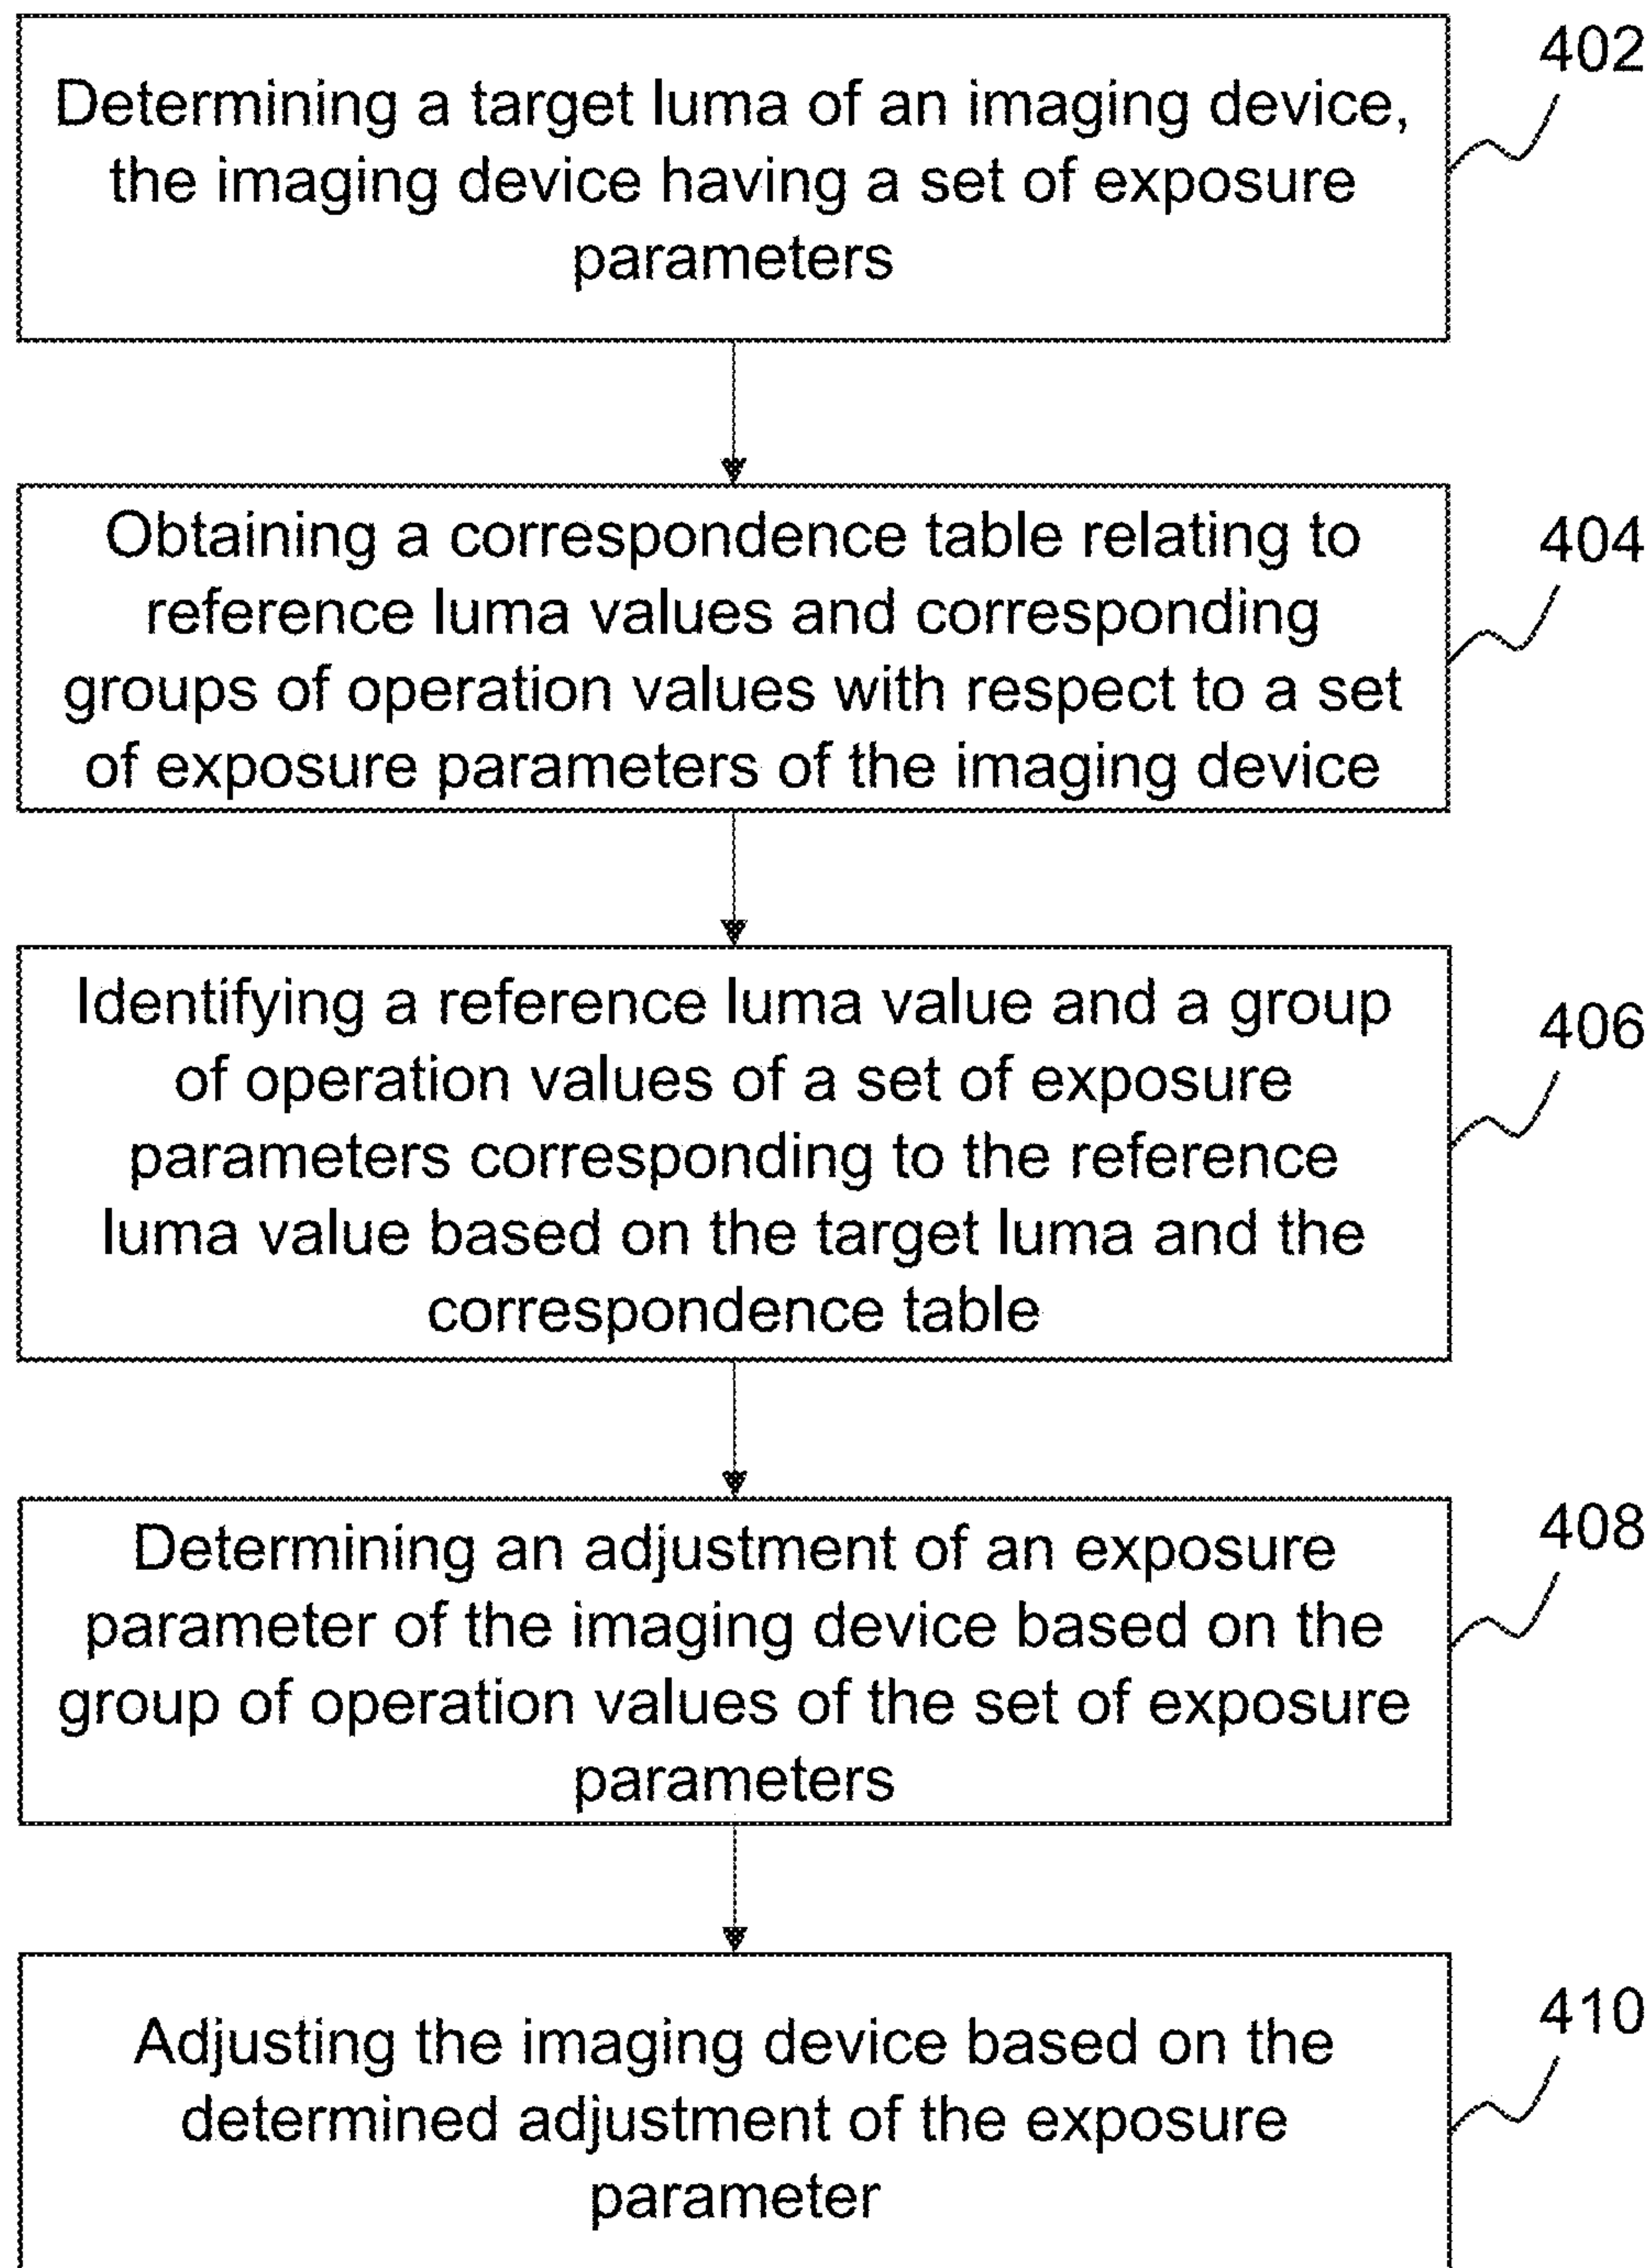 402
Determining a target luma of an imaging device,
the imaging device having a set of exposure
parameters
404
Obtaining a correspondence table relating to
reference luma values and corresponding
groups of operation values with respect to a set
of exposure parameters of the imaging device
406
Identifying a reference luma value and a group
of operation values of a set of exposure
parameters corresponding to the reference
luma value based on the target luma and the
correspondence table
408
Determining an adjustment of an exposure
parameter of the imaging device based on the
group of operation values of the set of exposure
parameters
410
Adjusting the imaging device based on the
determined adjustment of the exposure
parameter